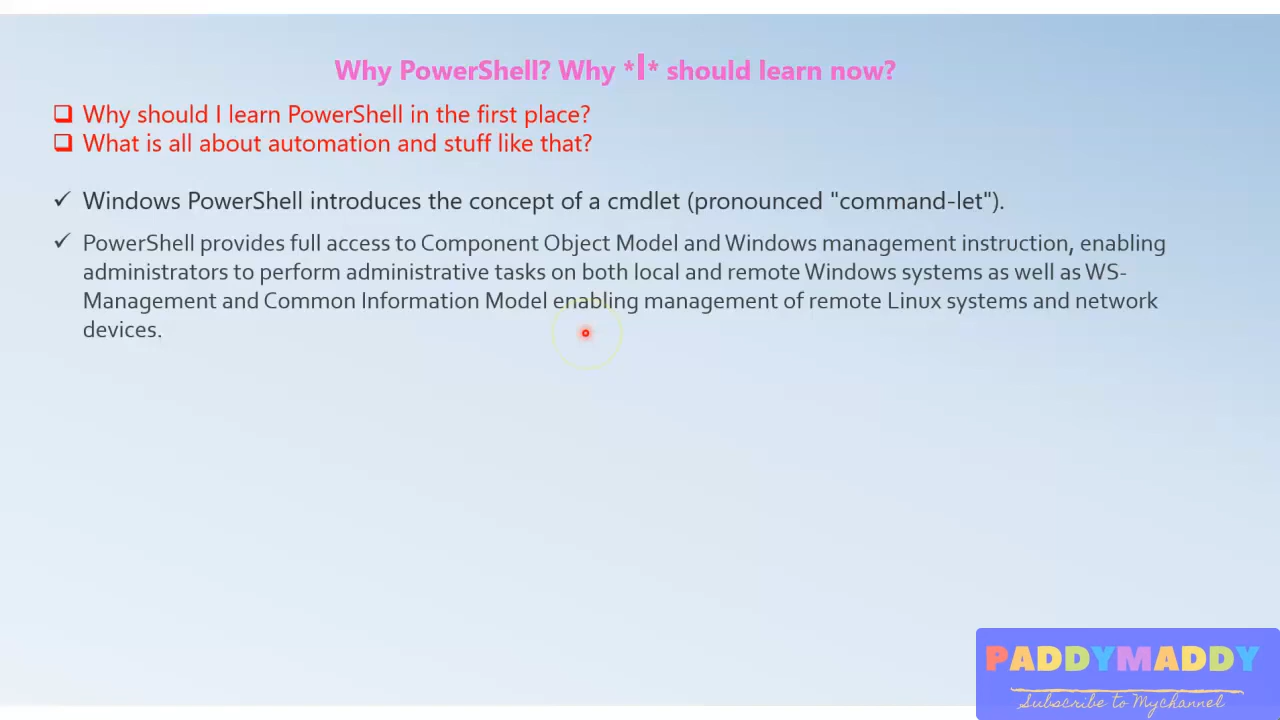 Why PowerShell? Why *I* should learn now?
❑ Why should I learn PowerShell in the first place?
❑ What is all about automation and stuff like that?
✓ Windows PowerShell introduces the concept of a cmdlet (pronounced "command-let").
✓ PowerShell provides full access to Component Object Model and Windows management instruction, enabling
administrators to perform administrative tasks on both local and remote Windows systems as well as WS-
Management and Common Information Model enabling management of remote Linux systems and network
devices.
PADDYMADDY
Subscribe to Mychannel